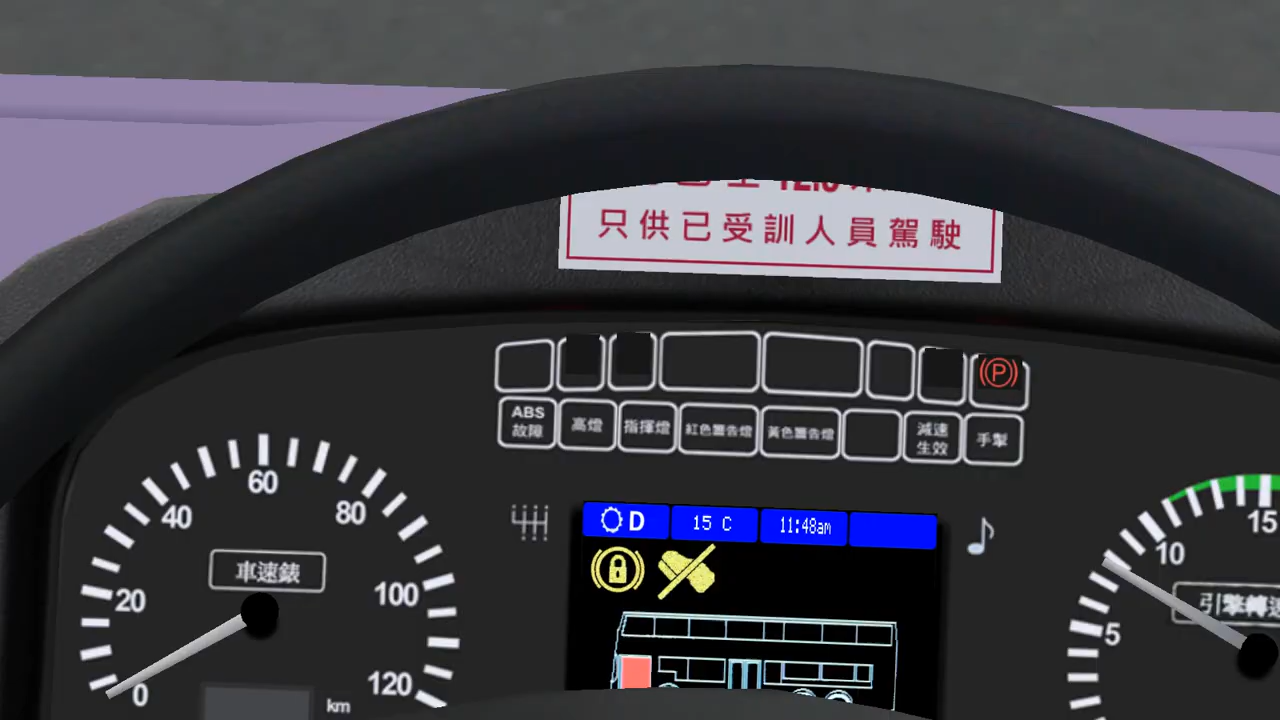 12.8
只供已受訓人員駕駛
ABS
故障
高燈
指揮燈
紅色警告燈
黃色警告燈
減速
生效
手掣
P
D
15 C
11:48am
車速錶
0
20
40
60
80
100
120
km
引擎轉速
5
10
15